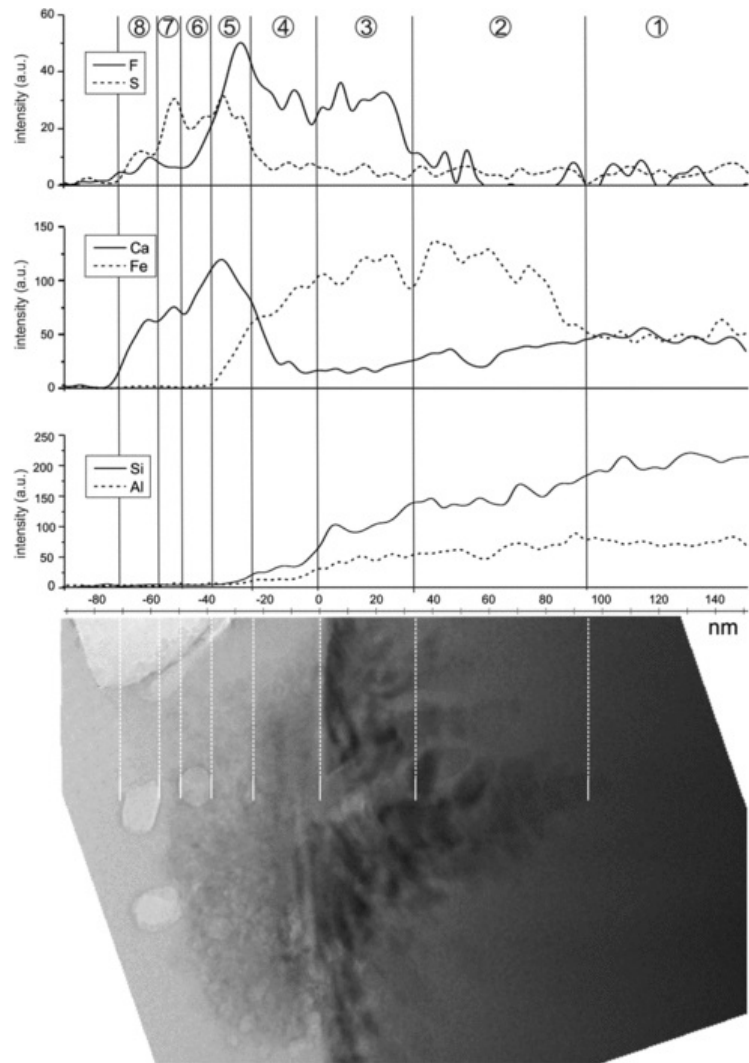 ⑧ ⑦ ⑥ ⑤ ④ ③ ② ①
60
40
20
0
intensity (a.u.)
F
S
150
100
50
0
intensity (a.u.)
Ca
Fe
250
200
150
100
50
0
intensity (a.u.)
Si
Al
-80 -60 -40 -20 0 20 40 60 80 100 120 140
nm